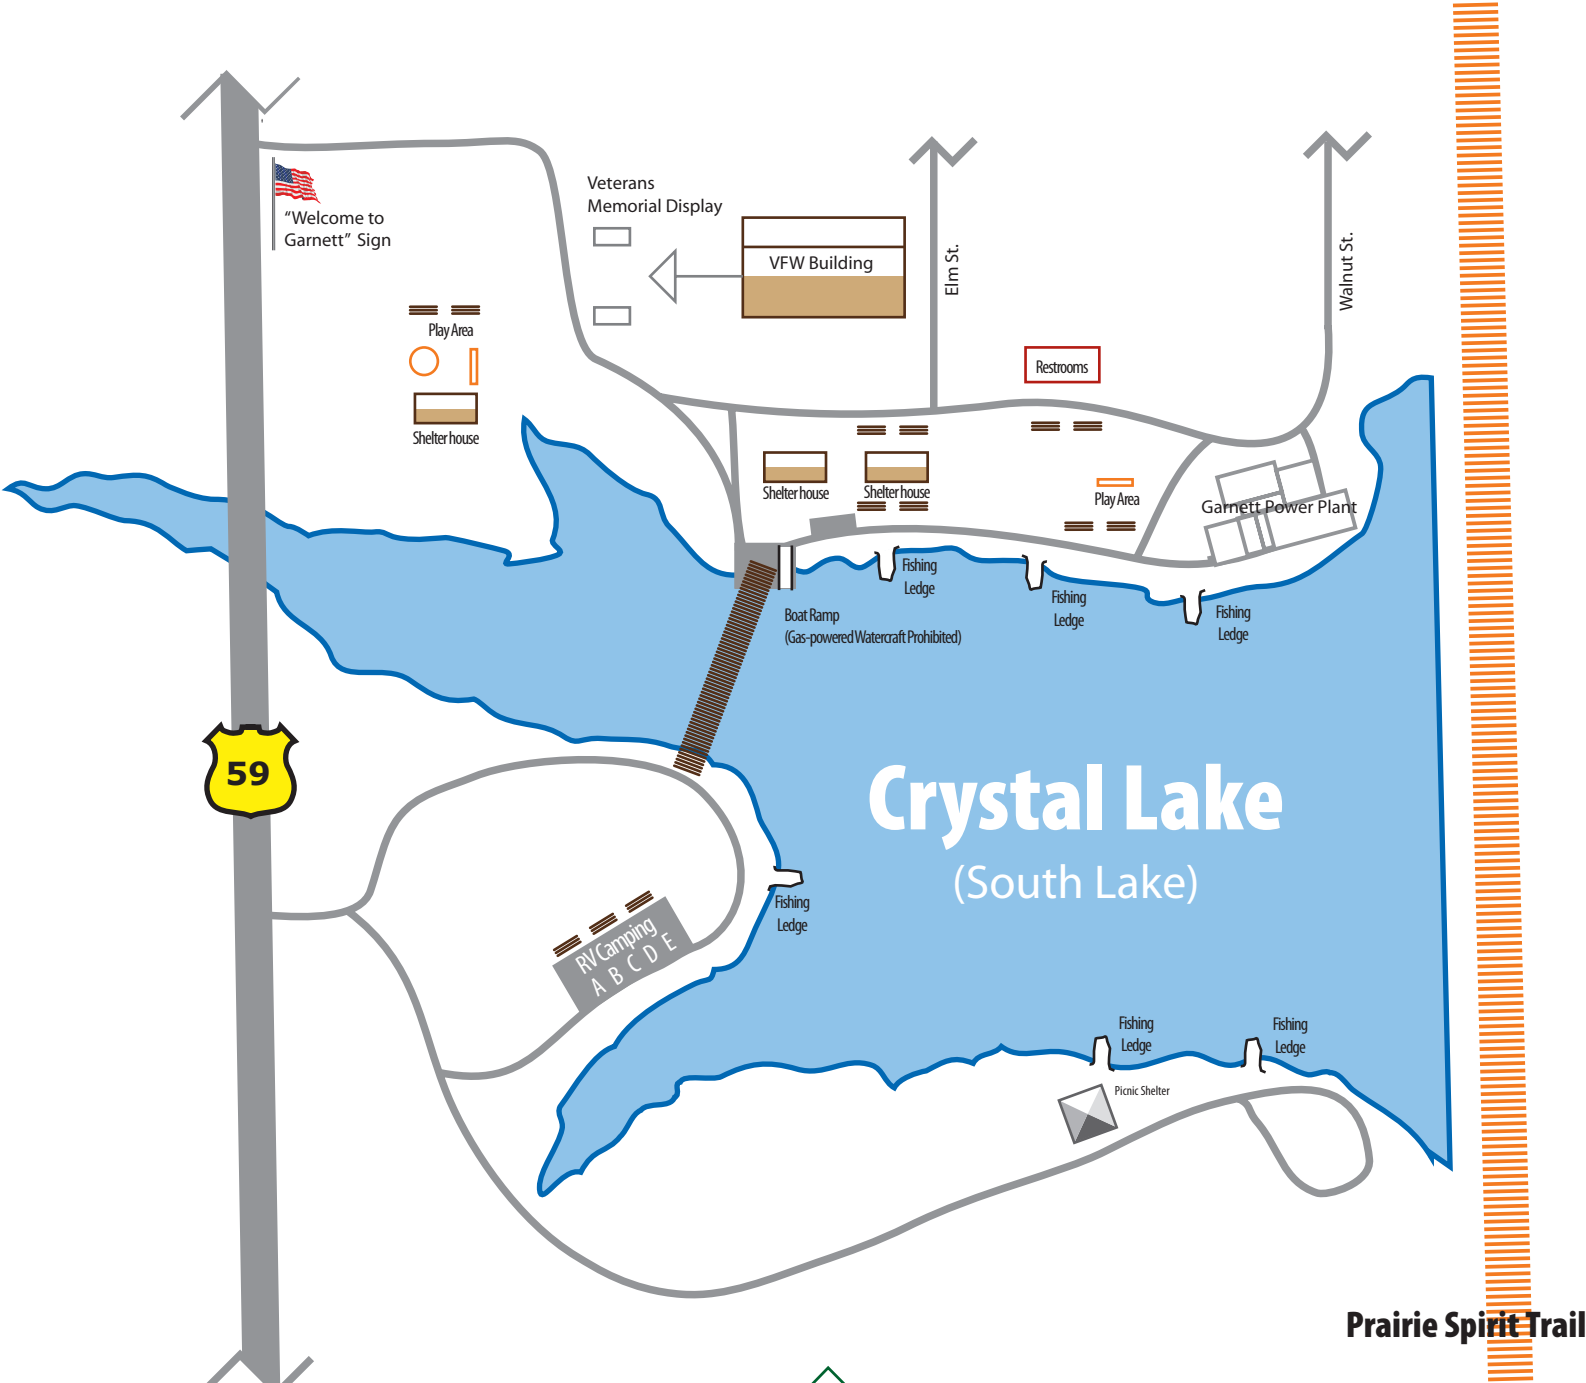 Veterans
Memorial Display
“Welcome to
Garnett” Sign
VFW Building
Elm St.
Walnut St.
Play Area
Shelter house
Restrooms
Shelter house
Shelter house
Play Area
Garnett Power Plant
Fishing
Ledge
Fishing
Ledge
Fishing
Ledge
Boat Ramp
(Gas-powered Watercraft Prohibited)
59
Crystal Lake
(South Lake)
Fishing
Ledge
RV Camping
A B C D E
Fishing
Ledge
Fishing
Ledge
Picnic Shelter
Prairie Spirit Trail